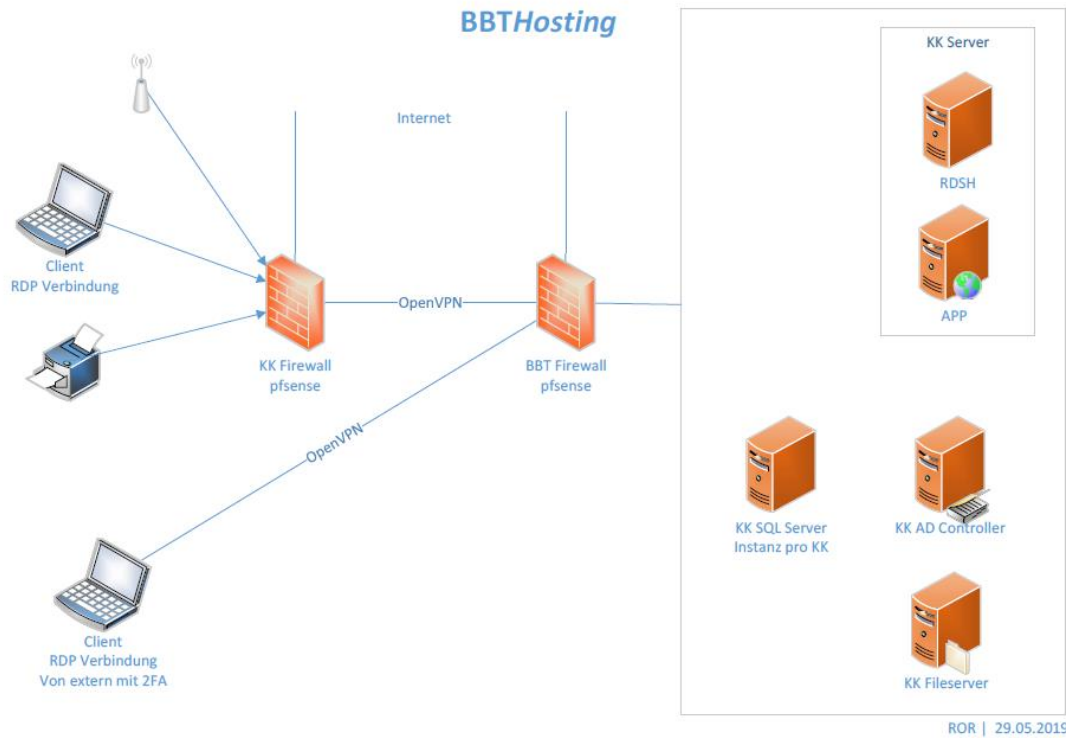 BBTHosting
KK Server
RDSH
APP
Internet
Client
RDP Verbindung
OpenVPN
KK Firewall
pfsense
BBT Firewall
pfsense
OpenVPN
KK SQL Server
Instanz pro KK
KK AD Controller
Client
RDP Verbindung
Von extern mit 2FA
KK Fileserver
ROR | 29.05.2019